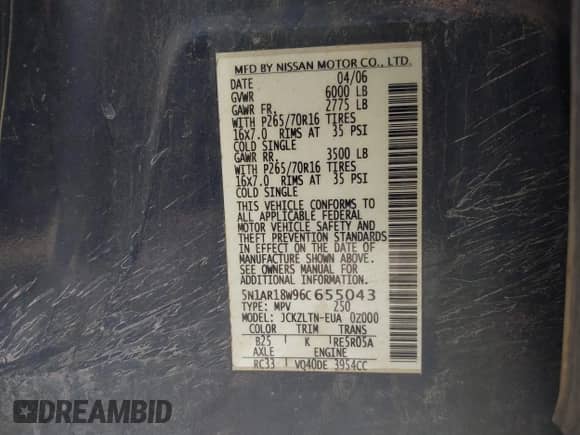 MFD BY NISSAN MOTOR CO., LTD.
DATE 04/06
GVWR 6000 LB
GAWR FR. 2775 LB
WITH P265/70R16 TIRES
16X7.0 RIMS AT 35 PSI
COLD SINGLE
GAWR RR. 3500 LB
WITH P265/70R16 TIRES
16X7.0 RIMS AT 35 PSI
COLD SINGLE
THIS VEHICLE CONFORMS TO
ALL APPLICABLE FEDERAL
MOTOR VEHICLE SAFETY AND
THEFT PREVENTION STANDARDS
IN EFFECT ON THE DATE OF
MANUFACTURE SHOWN ABOVE.
SEE OWNERS MANUAL FOR
ADDITIONAL INFORMATION.
5N1AR18W96C655043
TYPE: MPV 250
MODEL: JCKZLTN-EUA 0Z000
COLOR TRIM TRANS
B25 K RE5R05A
AXLE ENGINE
RC33 VQ40DE 3954CC
DREAMBID